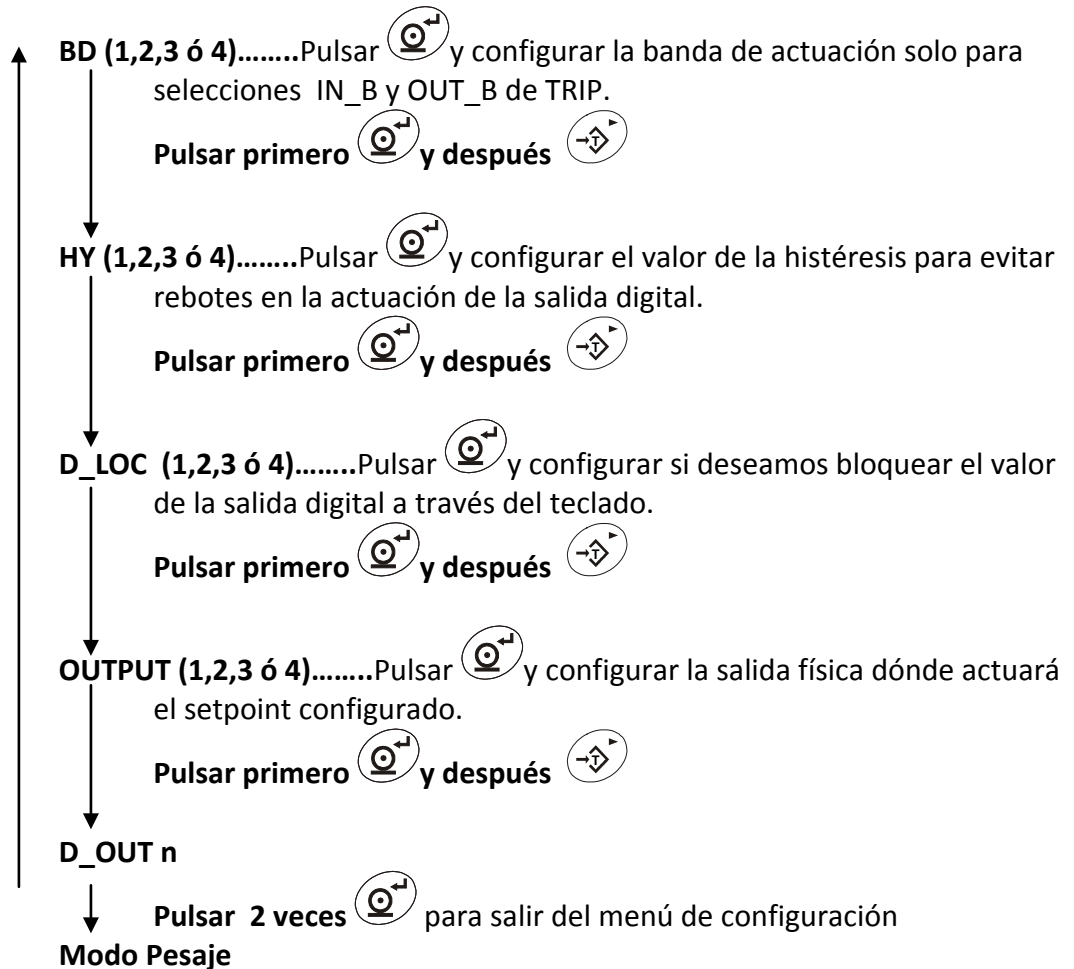 BD (1,2,3 ó 4)……..Pulsar y configurar la banda de actuación solo para
selecciones IN_B y OUT_B de TRIP.
Pulsar primero y después
HY (1,2,3 ó 4)……..Pulsar y configurar el valor de la histéresis para evitar
rebotes en la actuación de la salida digital.
Pulsar primero y después
D_LOC (1,2,3 ó 4)……..Pulsar y configurar si deseamos bloquear el valor
de la salida digital a través del teclado.
Pulsar primero y después
OUTPUT (1,2,3 ó 4)……..Pulsar y configurar la salida física dónde actuará
el setpoint configurado.
Pulsar primero y después
D_OUT n
Pulsar 2 veces para salir del menú de configuración
Modo Pesaje